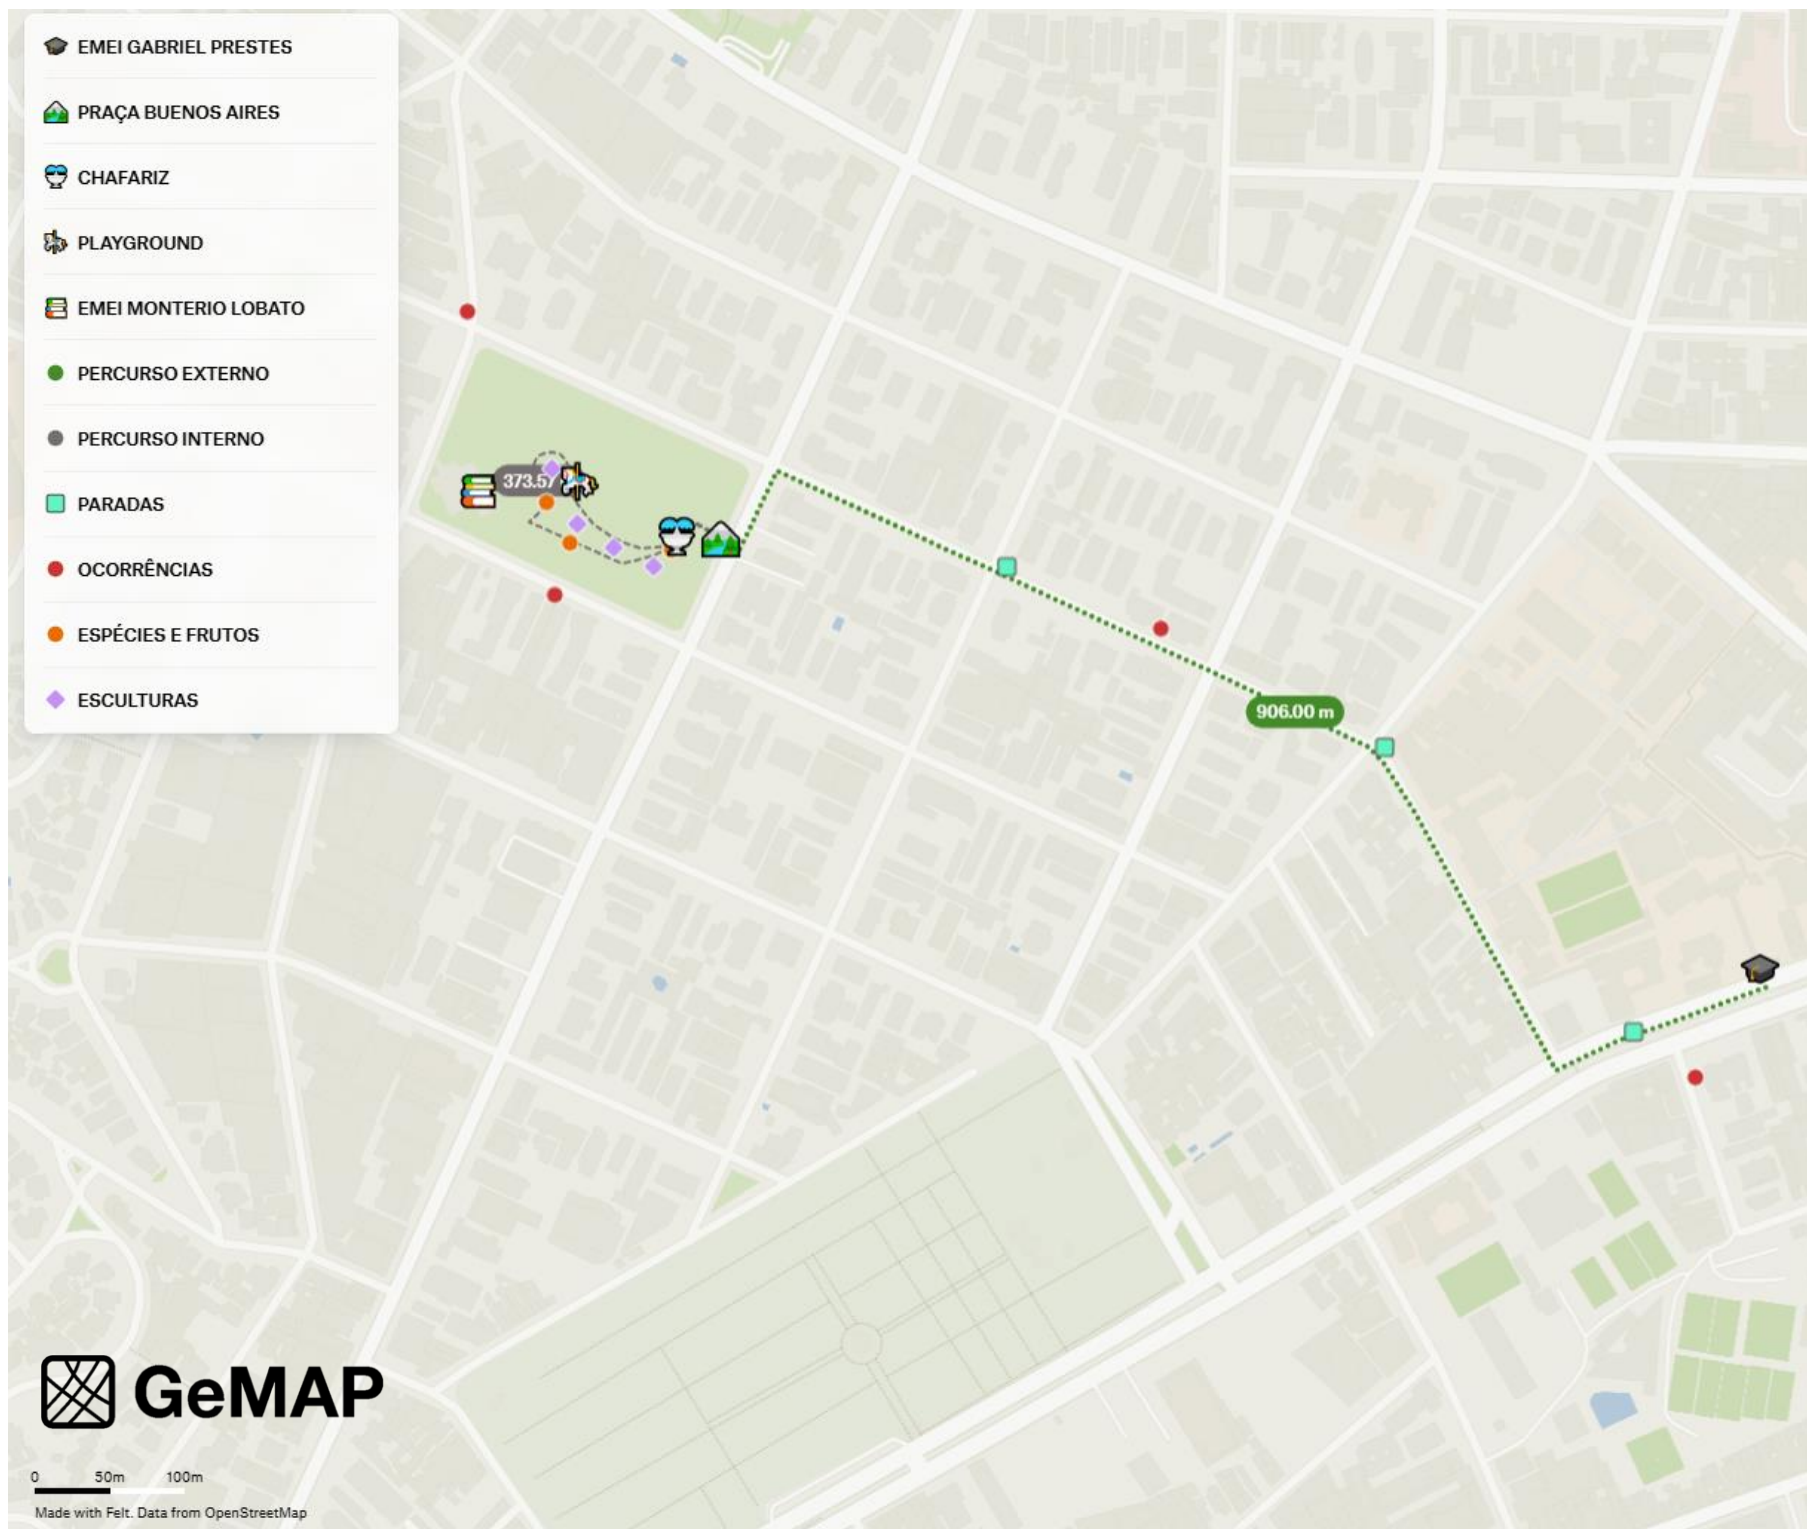 EMEI GABRIEL PRESTES
PRAÇA BUENOS AIRES
CHAFARIZ
PLAYGROUND
EMEI MONTERIO LOBATO
PERCURSO EXTERNO
PERCURSO INTERNO
PARADAS
OCORRÊNCIAS
ESPÉCIES E FRUTOS
ESCULTURAS
373.57
906.00 m
GeMAP
0 50m 100m
Made with Felt. Data from OpenStreetMap